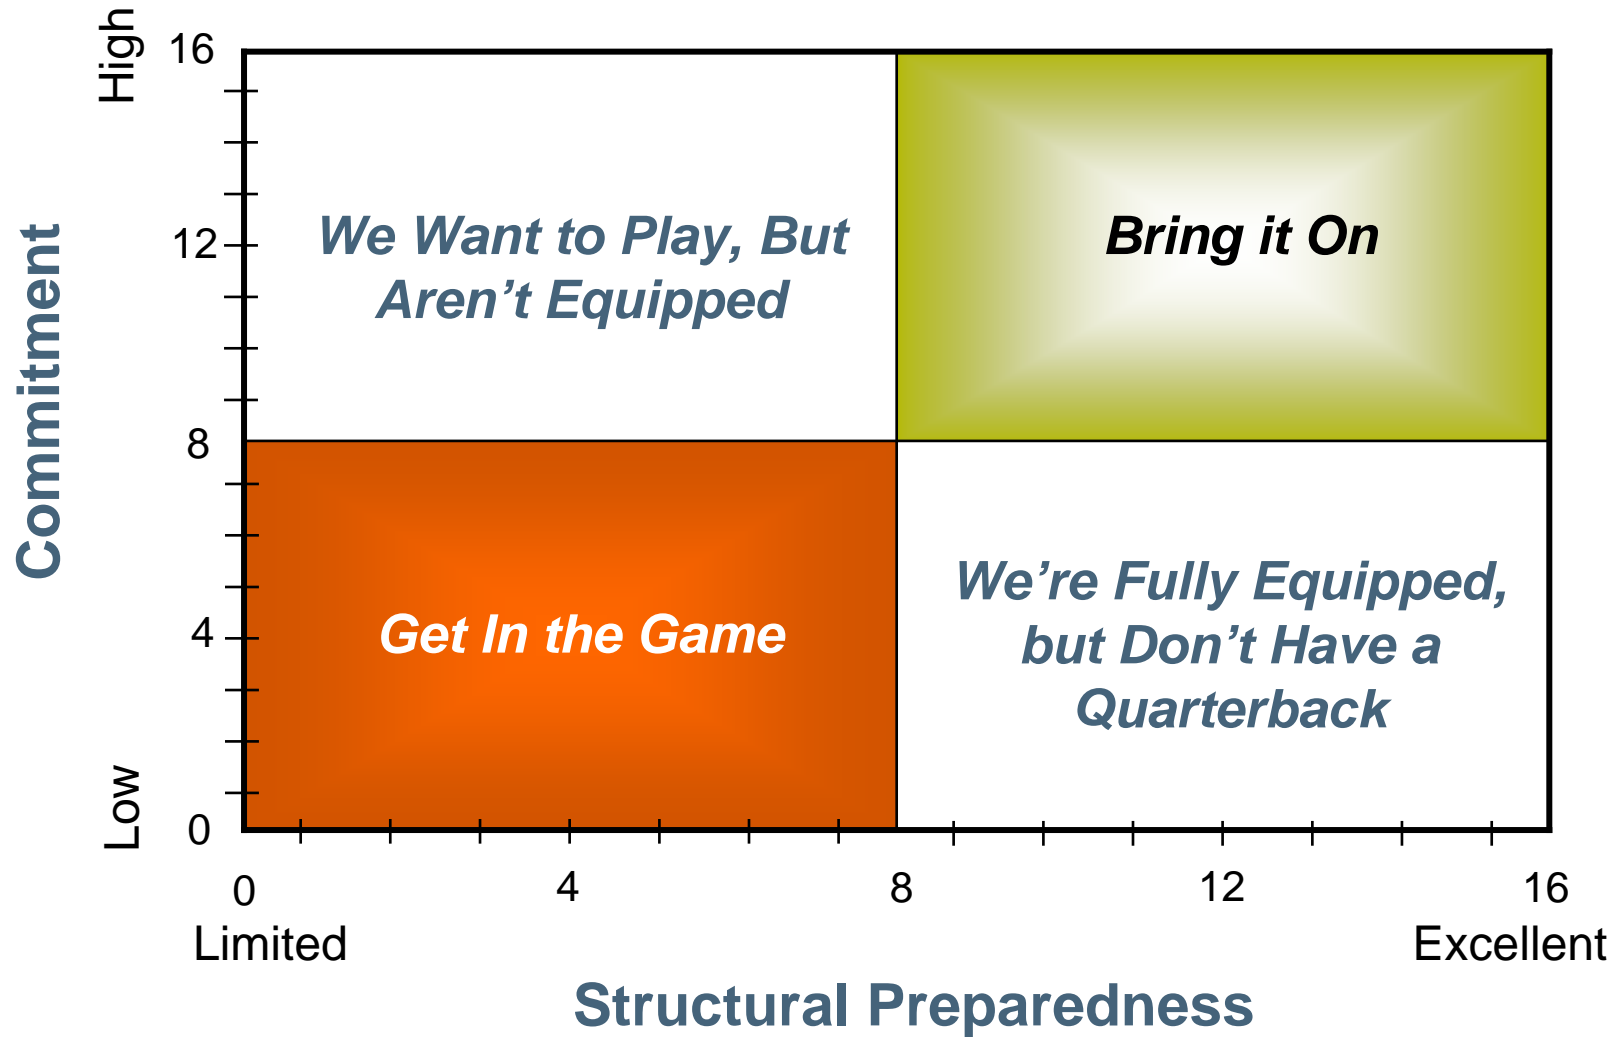 High
16
We Want to Play, But
Aren’t Equipped
Bring it On
12
Commitment
8
Get In the Game
We’re Fully Equipped,
but Don’t Have a
Quarterback
4
Low
0
0
4
8
12
16
Limited
Excellent
Structural Preparedness